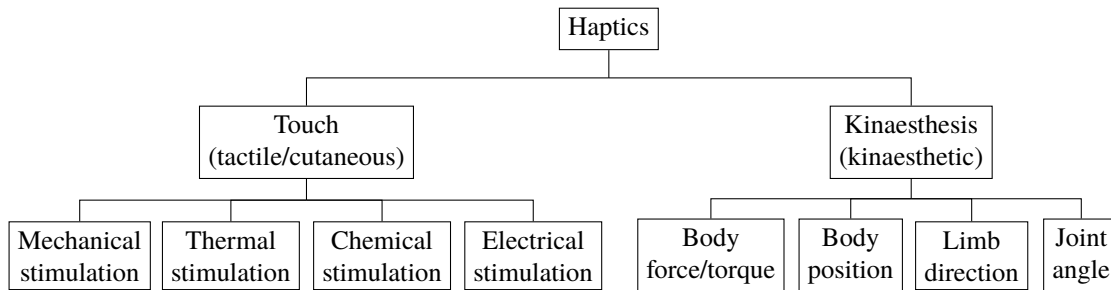 Haptics
Touch
(tactile/cutaneous)
Kinaesthesis
(kinaesthetic)
Mechanical
stimulation
Thermal
stimulation
Chemical
stimulation
Electrical
stimulation
Body
force/torque
Body
position
Limb
direction
Joint
angle